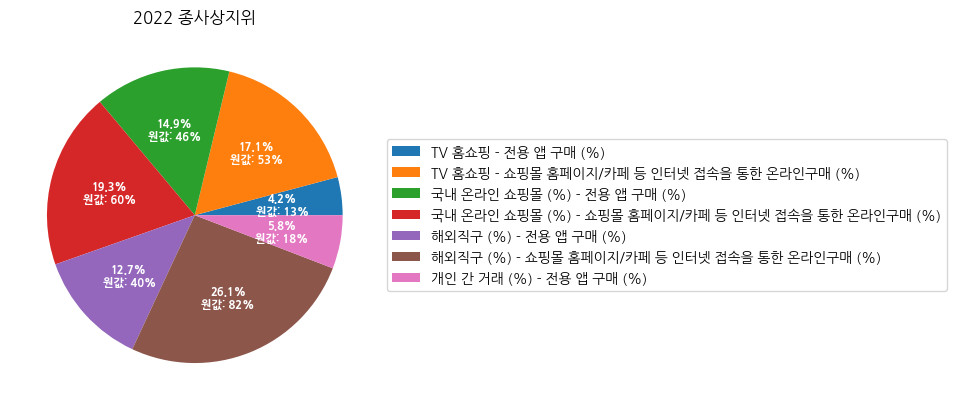 2022 종사상지위
14.9%
원값: 46%
17.1%
원값: 53%
19.3%
원값: 60%
4.2%
원값: 13%
5.8%
원값: 18%
12.7%
원값: 40%
26.1%
원값: 82%
TV 홈쇼핑 - 전용 앱 구매 (%)
TV 홈쇼핑 - 쇼핑몰 홈페이지/카페 등 인터넷 접속을 통한 온라인구매 (%)
국내 온라인 쇼핑몰 (%) - 전용 앱 구매 (%)
국내 온라인 쇼핑몰 (%) - 쇼핑몰 홈페이지/카페 등 인터넷 접속을 통한 온라인구매 (%)
해외직구 (%) - 전용 앱 구매 (%)
해외직구 (%) - 쇼핑몰 홈페이지/카페 등 인터넷 접속을 통한 온라인구매 (%)
개인 간 거래 (%) - 전용 앱 구매 (%)